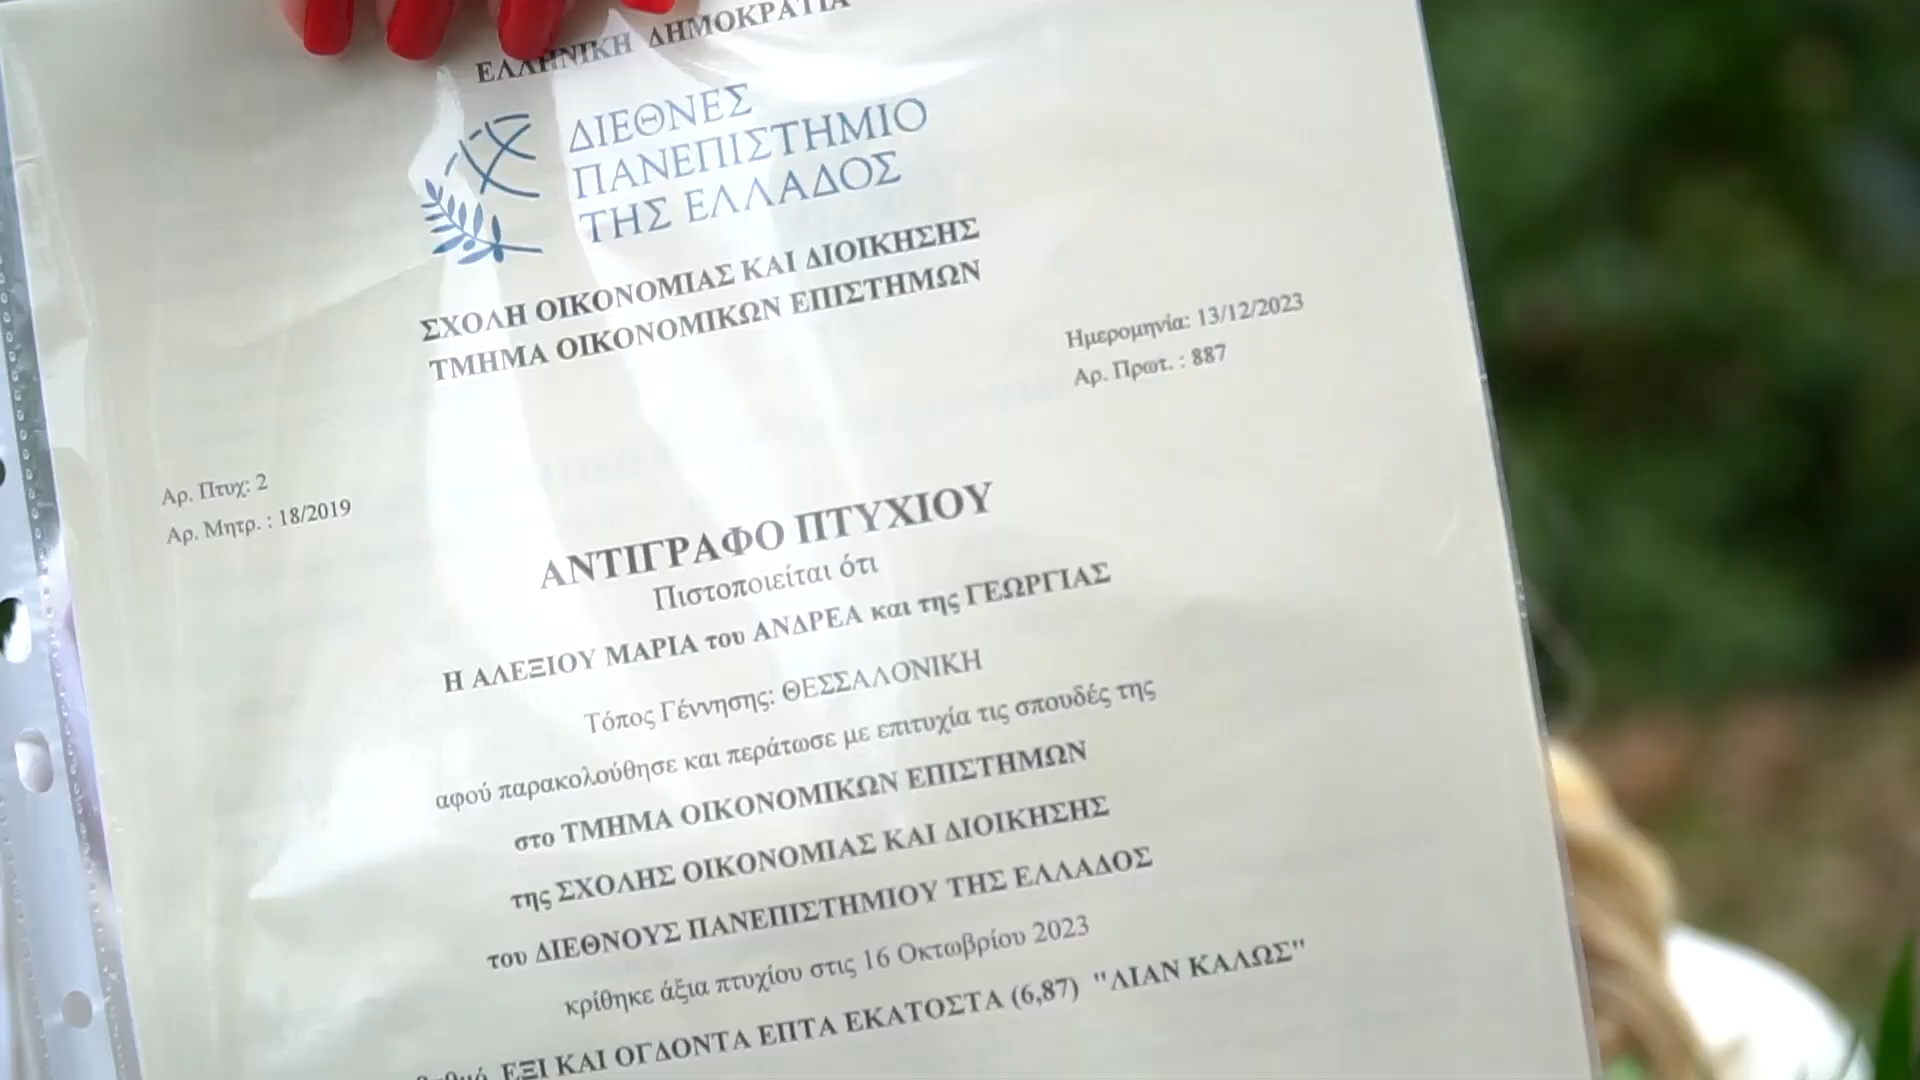 ΕΛΛΗΝΙΚΗ ΔΗΜΟΚΡΑΤΙΑ
ΔΙΕΘΝΕΣ
ΠΑΝΕΠΙΣΤΗΜΙΟ
ΤΗΣ ΕΛΛΑΔΟΣ
ΣΧΟΛΗ ΟΙΚΟΝΟΜΙΑΣ ΚΑΙ ΔΙΟΙΚΗΣΗΣ
ΤΜΗΜΑ ΟΙΚΟΝΟΜΙΚΩΝ ΕΠΙΣΤΗΜΩΝ
Ημερομηνία: 13/12/2023
Αρ. Πρωτ. : 887
Αρ. Πτυχ: 2
Αρ. Μητρ. : 18/2019
ΑΝΤΙΓΡΑΦΟ ΠΤΥΧΙΟΥ
Πιστοποιείται ότι
Η ΑΛΕΞΙΟΥ ΜΑΡΙΑ του ΑΝΔΡΕΑ και της ΓΕΩΡΓΙΑΣ
Τόπος Γέννησης: ΘΕΣΣΑΛΟΝΙΚΗ
αφού παρακολούθησε και περάτωσε με επιτυχία τις σπουδές της
στο ΤΜΗΜΑ ΟΙΚΟΝΟΜΙΚΩΝ ΕΠΙΣΤΗΜΩΝ
της ΣΧΟΛΗΣ ΟΙΚΟΝΟΜΙΑΣ ΚΑΙ ΔΙΟΙΚΗΣΗΣ
του ΔΙΕΘΝΟΥΣ ΠΑΝΕΠΙΣΤΗΜΙΟΥ ΤΗΣ ΕΛΛΑΔΟΣ
κρίθηκε άξια πτυχίου στις 16 Οκτωβρίου 2023
ΕΞΙ ΚΑΙ ΟΓΔΟΝΤΑ ΕΠΤΑ ΕΚΑΤΟΣΤΑ (6,87) "ΛΙΑΝ ΚΑΛΩΣ"